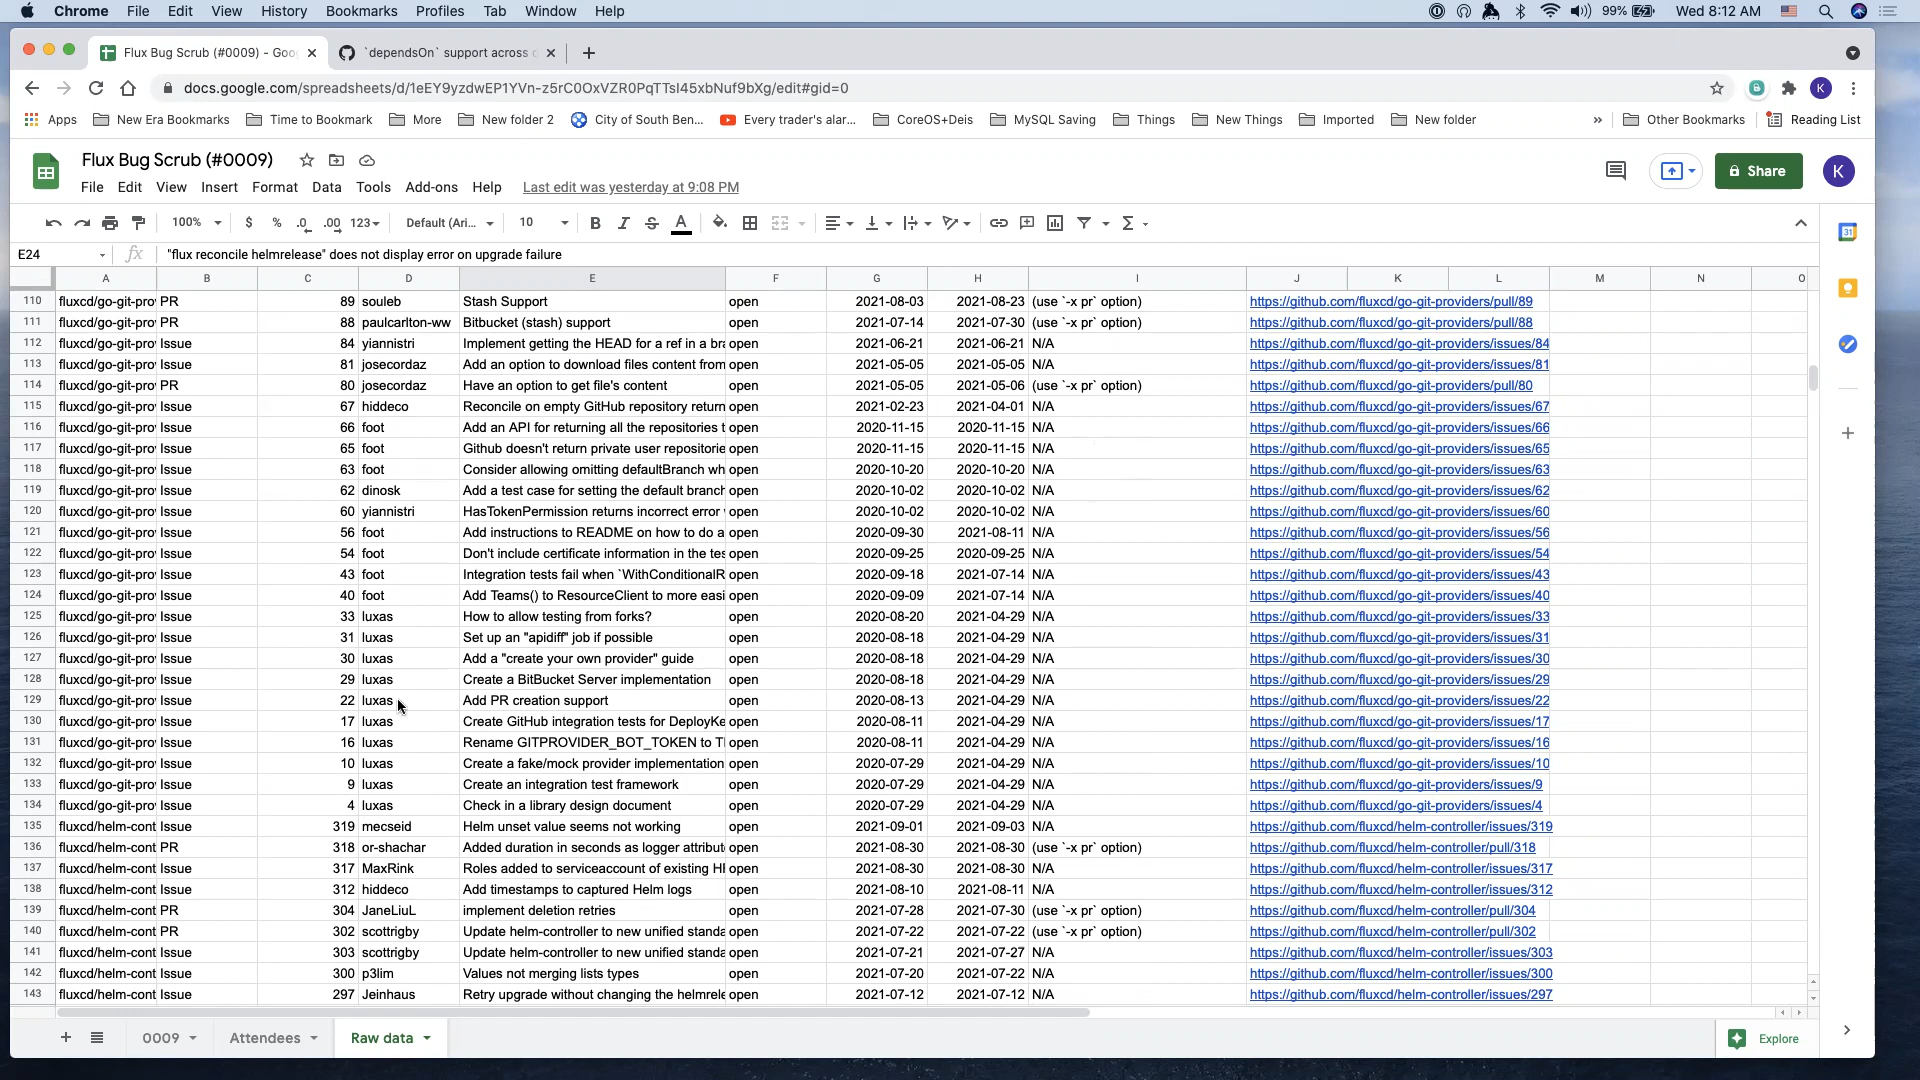 Chrome File Edit View History Bookmarks Profiles Tab Window Help 99% Wed 8:12 AM
Flux Bug Scrub (#0009) - Goo `dependsOn` support across
docs.google.com/spreadsheets/d/1eEY9yzdwEP1YVn-z5rC0OxVZR0PqTTsI45xbNuf9bXg/edit#gid=0 K
Apps New Era Bookmarks Time to Bookmark More New folder 2 City of South Ben... Every trader's alar... CoreOS+Deis MySQL Saving Things New Things Imported New folder » Other Bookmarks Reading List
Flux Bug Scrub (#0009) Share K
File Edit View Insert Format Data Tools Add-ons Help Last edit was yesterday at 9:08 PM
100% $ % .0 .00 123 Default (Ari... 10 B I S A
E24 fx "flux reconcile helmrelease" does not display error on upgrade failure
A B C D E F G H I J K L M N O
110 fluxcd/go-git-prov PR 89 souleb Stash Support open 2021-08-03 2021-08-23 (use `-x pr` option) https://github.com/fluxcd/go-git-providers/pull/89
111 fluxcd/go-git-prov PR 88 paulcarlton-ww Bitbucket (stash) support open 2021-07-14 2021-07-30 (use `-x pr` option) https://github.com/fluxcd/go-git-providers/pull/88
112 fluxcd/go-git-prov Issue 84 yiannistri Implement getting the HEAD for a ref in a bra open 2021-06-21 2021-06-21 N/A https://github.com/fluxcd/go-git-providers/issues/84
113 fluxcd/go-git-prov Issue 81 josecordaz Add an option to download files content from open 2021-05-05 2021-05-05 N/A https://github.com/fluxcd/go-git-providers/issues/81
114 fluxcd/go-git-prov PR 80 josecordaz Have an option to get file's content open 2021-05-05 2021-05-06 (use `-x pr` option) https://github.com/fluxcd/go-git-providers/pull/80
115 fluxcd/go-git-prov Issue 67 hiddeco Reconcile on empty GitHub repository return open 2021-02-23 2021-04-01 N/A https://github.com/fluxcd/go-git-providers/issues/67
116 fluxcd/go-git-prov Issue 66 foot Add an API for returning all the repositories t open 2020-11-15 2020-11-15 N/A https://github.com/fluxcd/go-git-providers/issues/66
117 fluxcd/go-git-prov Issue 65 foot Github doesn't return private user repositorie open 2020-11-15 2020-11-15 N/A https://github.com/fluxcd/go-git-providers/issues/65
118 fluxcd/go-git-prov Issue 63 foot Consider allowing omitting defaultBranch wh open 2020-10-20 2020-10-20 N/A https://github.com/fluxcd/go-git-providers/issues/63
119 fluxcd/go-git-prov Issue 62 dinosk Add a test case for setting the default branch open 2020-10-02 2020-10-02 N/A https://github.com/fluxcd/go-git-providers/issues/62
120 fluxcd/go-git-prov Issue 60 yiannistri HasTokenPermission returns incorrect error open 2020-10-02 2020-10-02 N/A https://github.com/fluxcd/go-git-providers/issues/60
121 fluxcd/go-git-prov Issue 56 foot Add instructions to README on how to do a open 2020-09-30 2021-08-11 N/A https://github.com/fluxcd/go-git-providers/issues/56
122 fluxcd/go-git-prov Issue 54 foot Don't include certificate information in the tes open 2020-09-25 2020-09-25 N/A https://github.com/fluxcd/go-git-providers/issues/54
123 fluxcd/go-git-prov Issue 43 foot Integration tests fail when `WithConditionalR open 2020-09-18 2021-07-14 N/A https://github.com/fluxcd/go-git-providers/issues/43
124 fluxcd/go-git-prov Issue 40 foot Add Teams() to ResourceClient to more easi open 2020-09-09 2021-07-14 N/A https://github.com/fluxcd/go-git-providers/issues/40
125 fluxcd/go-git-prov Issue 33 luxas How to allow testing from forks? open 2020-08-20 2021-04-29 N/A https://github.com/fluxcd/go-git-providers/issues/33
126 fluxcd/go-git-prov Issue 31 luxas Set up an "apidiff" job if possible open 2020-08-18 2021-04-29 N/A https://github.com/fluxcd/go-git-providers/issues/31
127 fluxcd/go-git-prov Issue 30 luxas Add a "create your own provider" guide open 2020-08-18 2021-04-29 N/A https://github.com/fluxcd/go-git-providers/issues/30
128 fluxcd/go-git-prov Issue 29 luxas Create a BitBucket Server implementation open 2020-08-18 2021-04-29 N/A https://github.com/fluxcd/go-git-providers/issues/29
129 fluxcd/go-git-prov Issue 22 luxas Add PR creation support open 2020-08-13 2021-04-29 N/A https://github.com/fluxcd/go-git-providers/issues/22
130 fluxcd/go-git-prov Issue 17 luxas Create GitHub integration tests for DeployKe open 2020-08-11 2021-04-29 N/A https://github.com/fluxcd/go-git-providers/issues/17
131 fluxcd/go-git-prov Issue 16 luxas Rename GITPROVIDER_BOT_TOKEN to T open 2020-08-11 2021-04-29 N/A https://github.com/fluxcd/go-git-providers/issues/16
132 fluxcd/go-git-prov Issue 10 luxas Create a fake/mock provider implementation open 2020-07-29 2021-04-29 N/A https://github.com/fluxcd/go-git-providers/issues/10
133 fluxcd/go-git-prov Issue 9 luxas Create an integration test framework open 2020-07-29 2021-04-29 N/A https://github.com/fluxcd/go-git-providers/issues/9
134 fluxcd/go-git-prov Issue 4 luxas Check in a library design document open 2020-07-29 2021-04-29 N/A https://github.com/fluxcd/go-git-providers/issues/4
135 fluxcd/helm-cont Issue 319 mecseid Helm unset value seems not working open 2021-09-01 2021-09-03 N/A https://github.com/fluxcd/helm-controller/issues/319
136 fluxcd/helm-cont PR 318 or-shachar Added duration in seconds as logger attribut open 2021-08-30 2021-08-30 (use `-x pr` option) https://github.com/fluxcd/helm-controller/pull/318
137 fluxcd/helm-cont Issue 317 MaxRink Roles added to serviceaccount of existing H open 2021-08-30 2021-08-30 N/A https://github.com/fluxcd/helm-controller/issues/317
138 fluxcd/helm-cont Issue 312 hiddeco Add timestamps to captured Helm logs open 2021-08-10 2021-08-11 N/A https://github.com/fluxcd/helm-controller/issues/312
139 fluxcd/helm-cont PR 304 JaneLiuL implement deletion retries open 2021-07-28 2021-07-30 (use `-x pr` option) https://github.com/fluxcd/helm-controller/pull/304
140 fluxcd/helm-cont PR 302 scottrigby Update helm-controller to new unified standa open 2021-07-22 2021-07-22 (use `-x pr` option) https://github.com/fluxcd/helm-controller/pull/302
141 fluxcd/helm-cont Issue 303 scottrigby Update helm-controller to new unified standa open 2021-07-21 2021-07-27 N/A https://github.com/fluxcd/helm-controller/issues/303
142 fluxcd/helm-cont Issue 300 p3lim Values not merging lists types open 2021-07-20 2021-07-22 N/A https://github.com/fluxcd/helm-controller/issues/300
143 fluxcd/helm-cont Issue 297 Jeinhaus Retry upgrade without changing the helmrele open 2021-07-12 2021-07-12 N/A https://github.com/fluxcd/helm-controller/issues/297
+ 0009 Attendees Raw data Explore